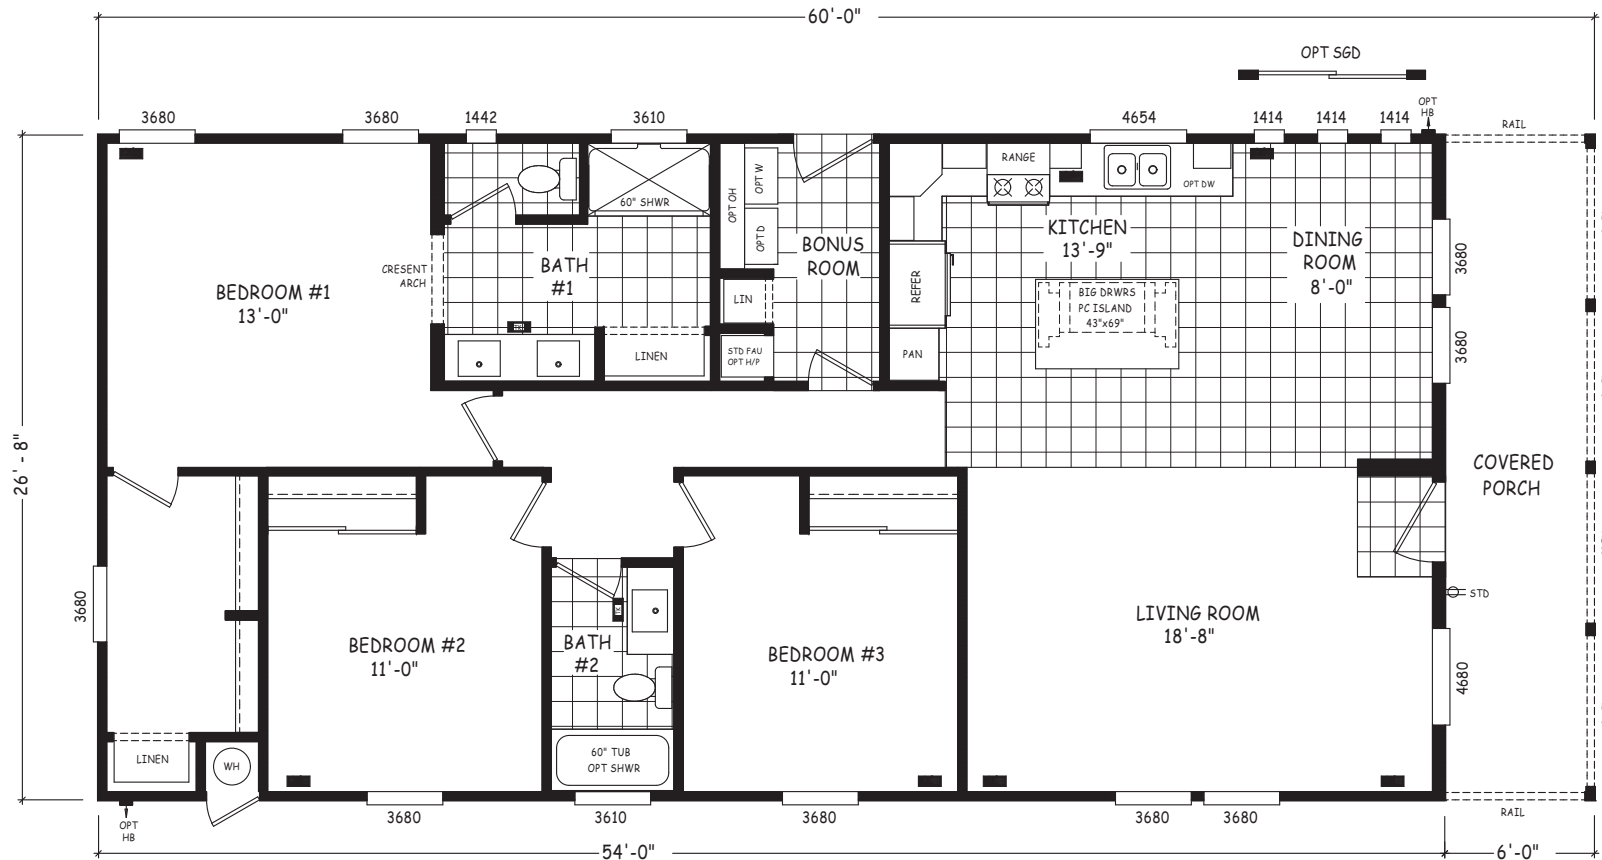 60'-0"
OPT SGD
3680
3680
1442
3610
4654
1414
1414
1414
OPT
HB
RAIL
RANGE
OPT W
OPT OH
OPT D
60" SHWR
OPT DW
KITCHEN
13'-9"
DINING
ROOM
8'-0"
BONUS
ROOM
CRESENT
ARCH
BATH
#1
BEDROOM #1
13'-0"
REFER
LIN
BIG DRWRS
PC ISLAND
43"x69"
3680
3680
STD FAU
OPT H/P
PAN
LINEN
26' - 8"
COVERED
PORCH
3680
STD
BEDROOM #2
11'-0"
BATH
#2
BEDROOM #3
11'-0"
LIVING ROOM
18'-8"
4680
LINEN
WH
60" TUB
OPT SHWR
OPT
HB
3680
3610
3680
3680
3680
RAIL
54'-0"
6'-0"